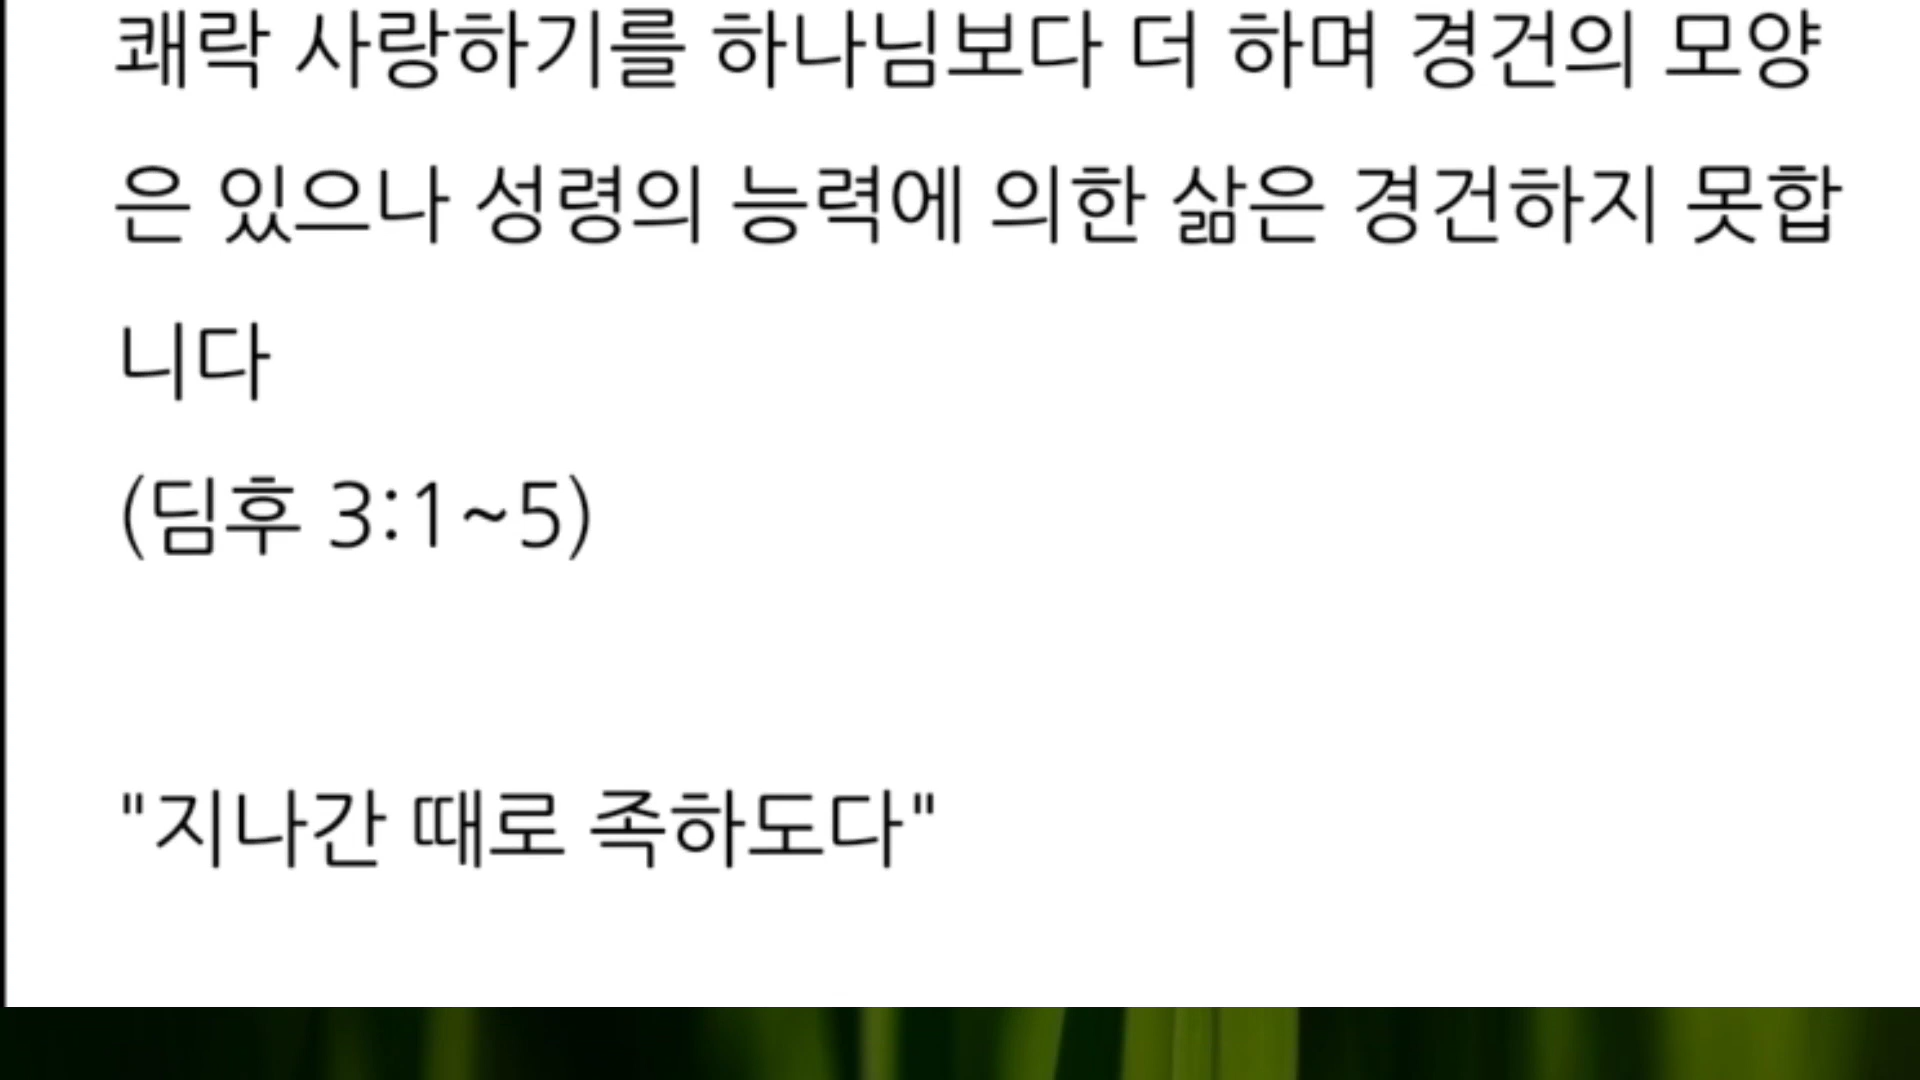 쾌락 사랑하기를 하나님보다 더 하며 경건의 모양
은 있으나 성령의 능력에 의한 삶은 경건하지 못합
니다
(딤후 3:1~5)
"지나간 때로 족하도다"